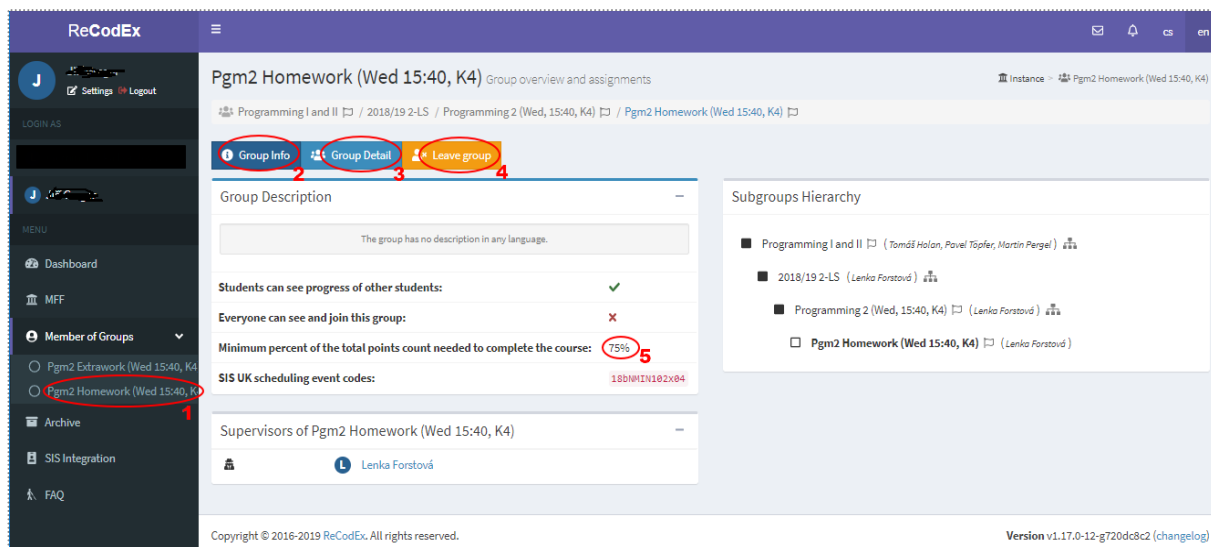 ReCodEx
cs en
J
Settings Logout
LOGIN AS
J
MENU
Dashboard
MFF
Member of Groups
Pgm2 Extrawork (Wed 15:40, K4
Pgm2 Homework (Wed 15:40, K
1
Archive
SIS Integration
FAQ
Pgm2 Homework (Wed 15:40, K4) Group overview and assignments
Instance > Pgm2 Homework (Wed 15:40, K4)
Programming I and II / 2018/19 2-LS / Programming 2 (Wed, 15:40, K4) / Pgm2 Homework (Wed 15:40, K4)
Group Info Group Detail Leave group
2 3 4
Group Description
The group has no description in any language.
Students can see progress of other students:
Everyone can see and join this group:
Minimum percent of the total points count needed to complete the course: 75% 5
SIS UK scheduling event codes: 18bNMIN102x04
Supervisors of Pgm2 Homework (Wed 15:40, K4)
L Lenka Forstová
Subgroups Hierarchy
Programming I and II (Tomáš Holan, Pavel Töpfer, Martin Pergel)
2018/19 2-LS (Lenka Forstová)
Programming 2 (Wed, 15:40, K4) (Lenka Forstová)
Pgm2 Homework (Wed 15:40, K4) (Lenka Forstová)
Copyright © 2016-2019 ReCodEx. All rights reserved.
Version v1.17.0-12-g720dc8c2 (changelog)